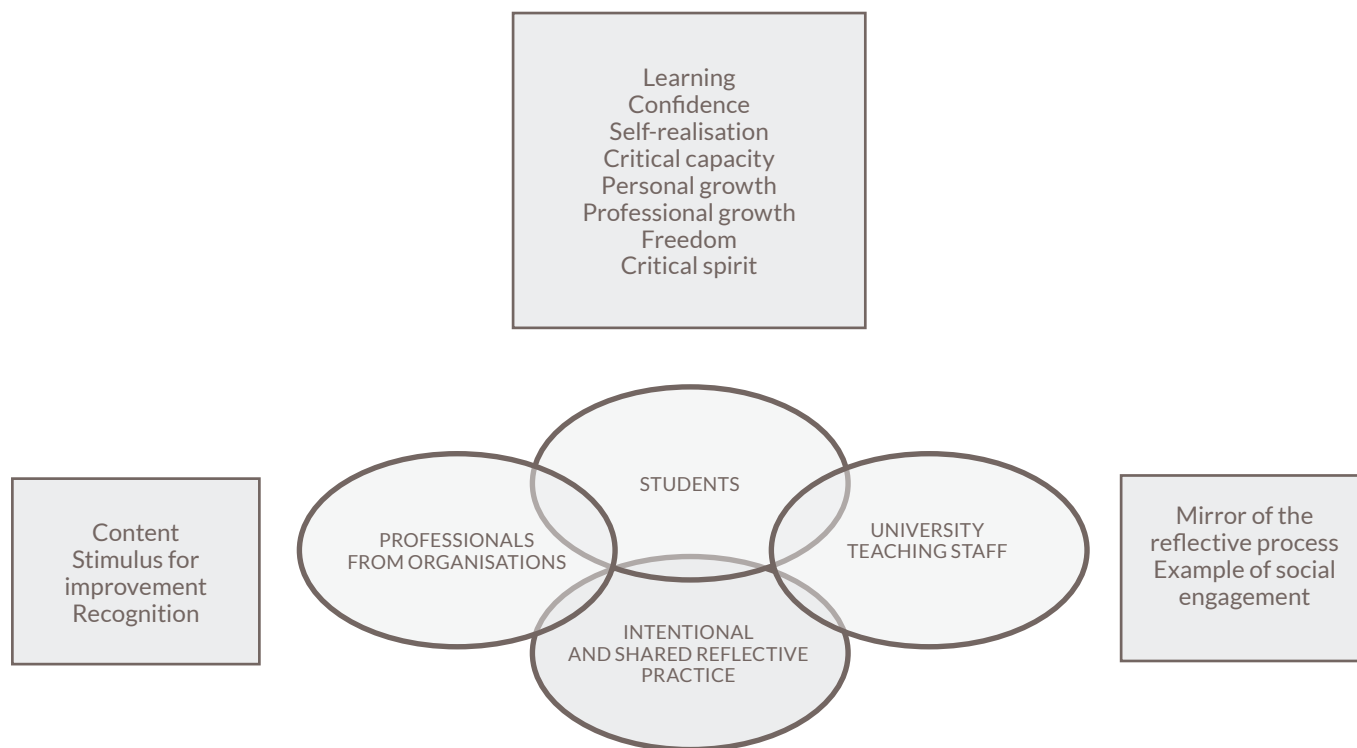 Learning
Confidence
Self-realisation
Critical capacity
Personal growth
Professional growth
Freedom
Critical spirit
STUDENTS
PROFESSIONALS
FROM ORGANISATIONS
UNIVERSITY
TEACHING STAFF
INTENTIONAL
AND SHARED REFLECTIVE
PRACTICE
Content
Stimulus for
improvement
Recognition
Mirror of the
reflective process
Example of social
engagement